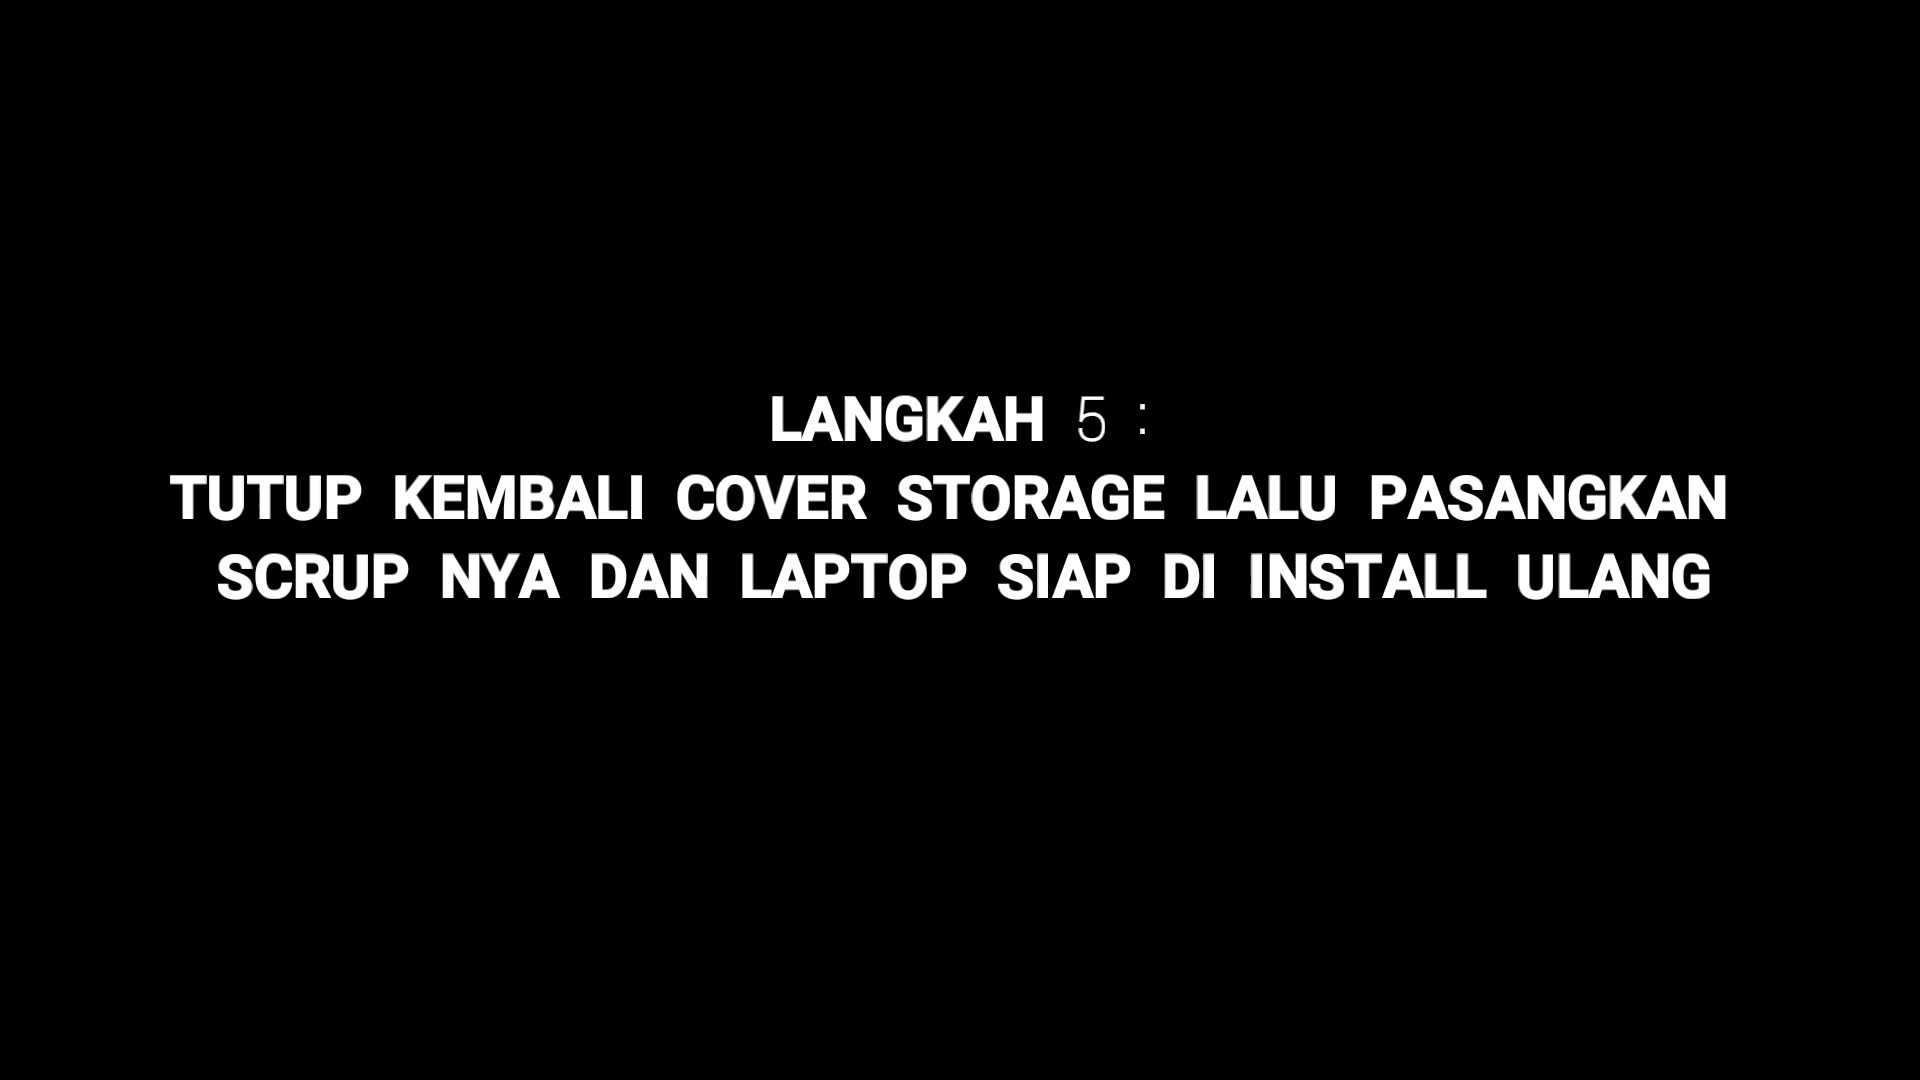 LANGKAH 5 :
TUTUP KEMBALI COVER STORAGE LALU PASANGKAN
SCRUP NYA DAN LAPTOP SIAP DI INSTALL ULANG